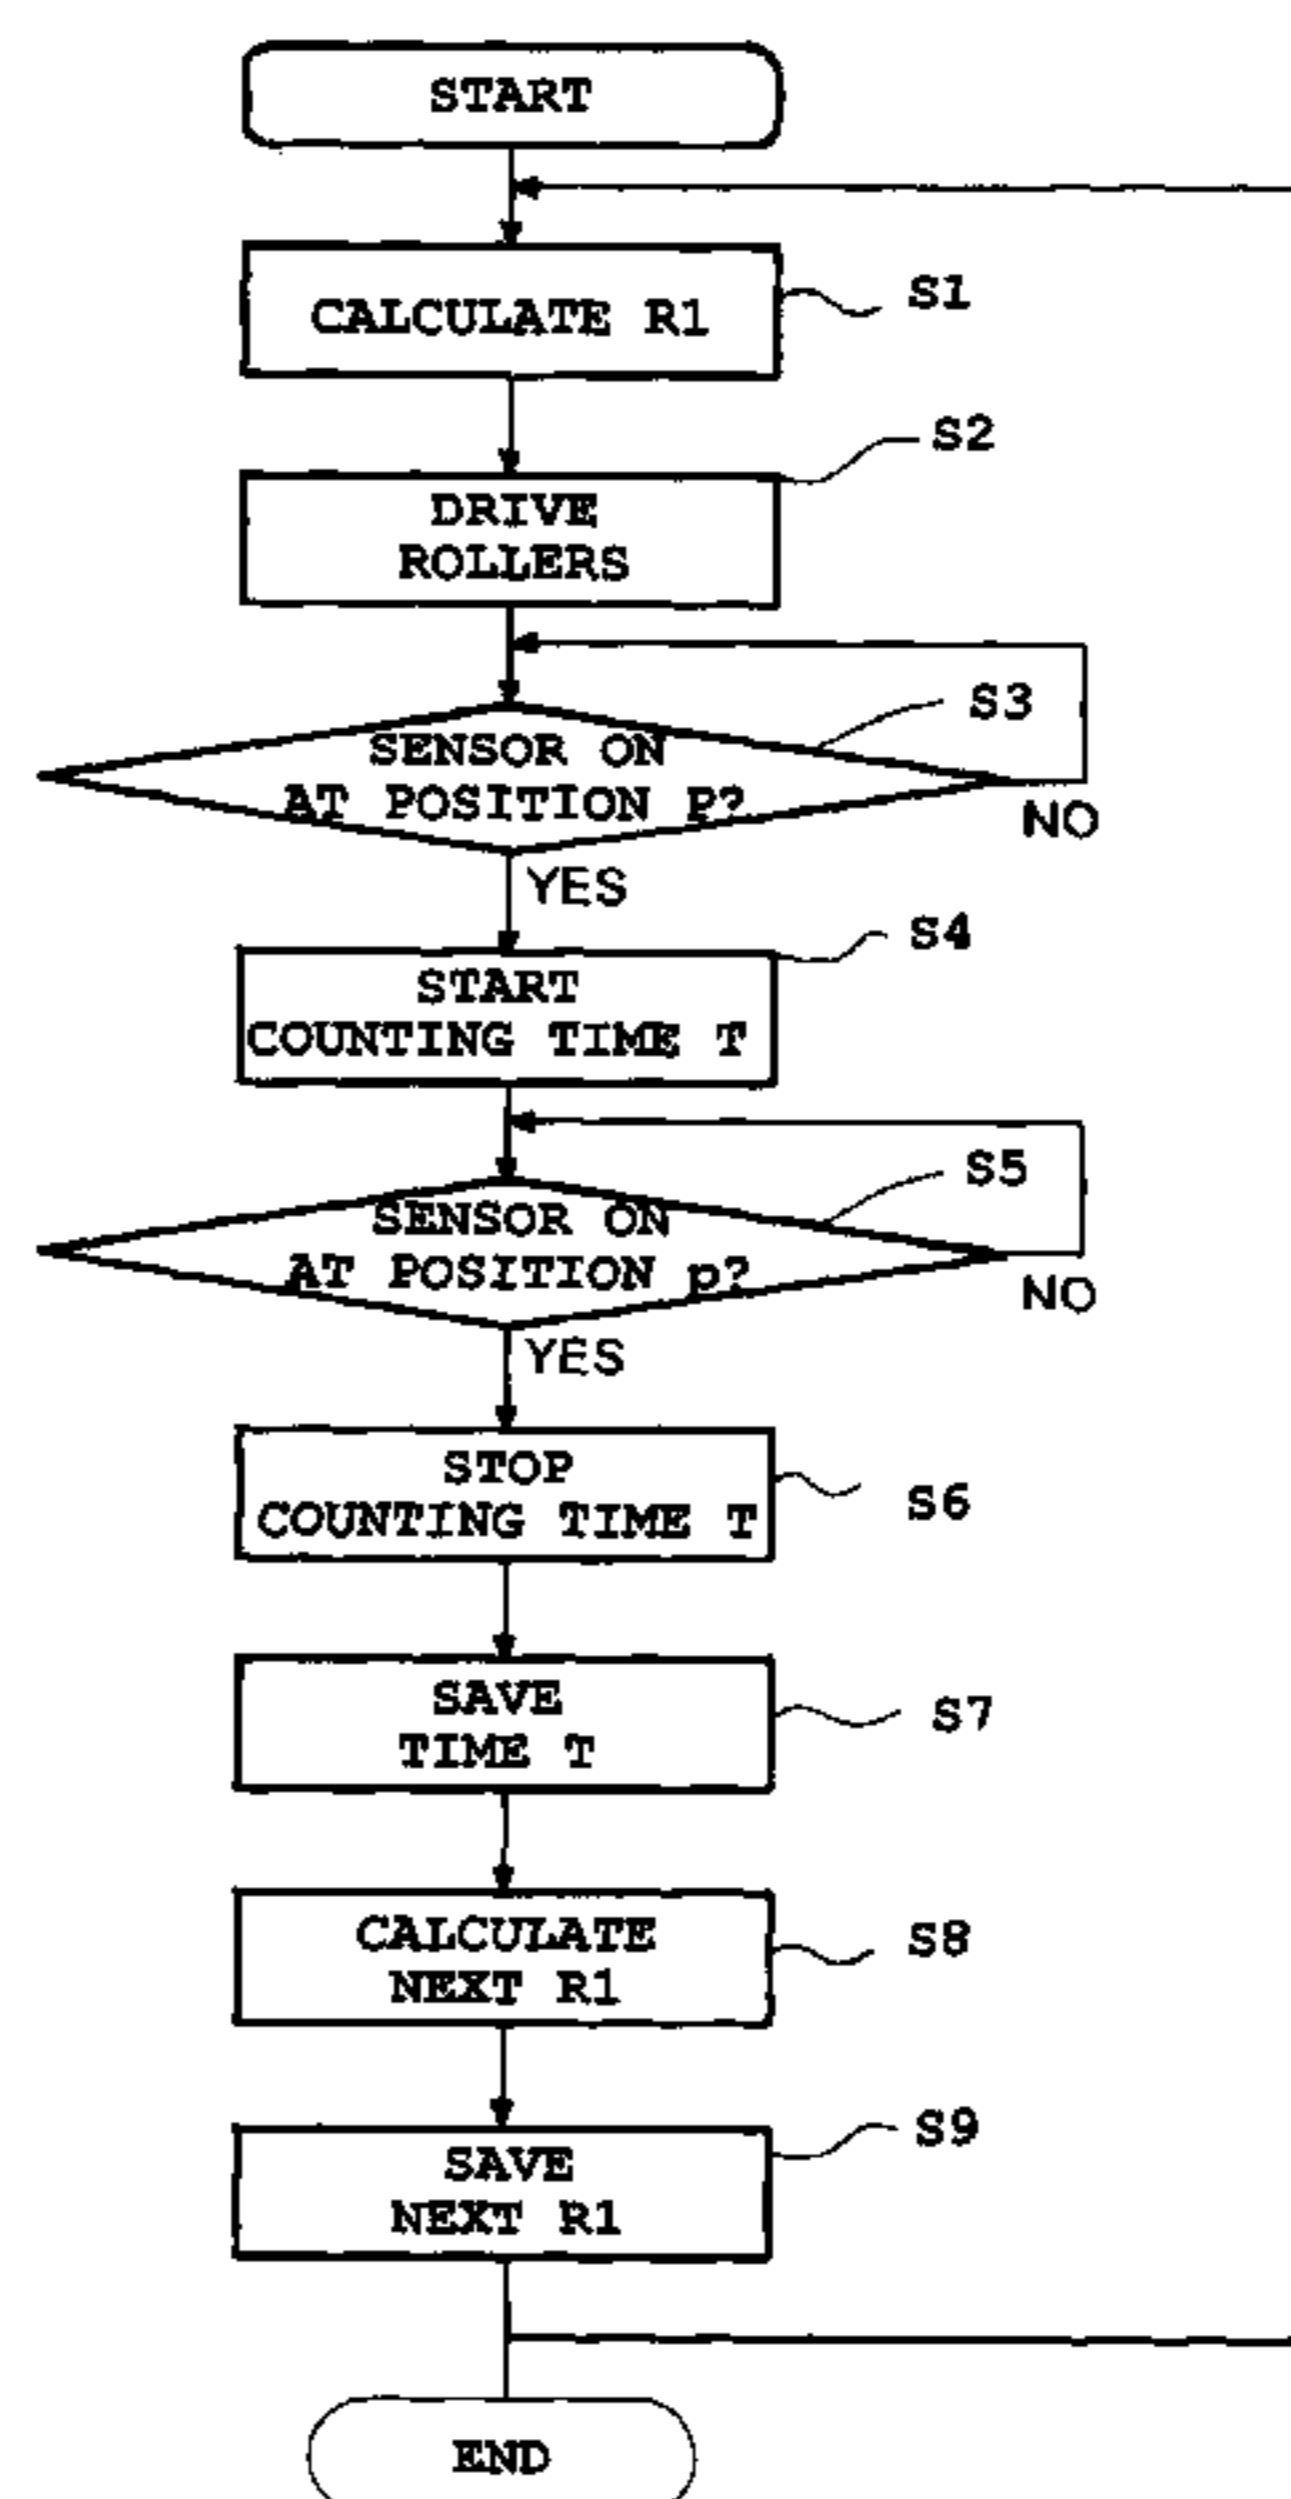 START
CALCULATE R1
S1
S2
DRIVE
ROLLERS
S3
SENSOR ON
AT POSITION P?
NO
YES
S4
START
COUNTING TIME T
S5
SENSOR ON
AT POSITION p?
NO
YES
STOP
COUNTING TIME T
S6
SAVE
TIME T
S7
CALCULATE
NEXT R1
S8
S9
SAVE
NEXT R1
END